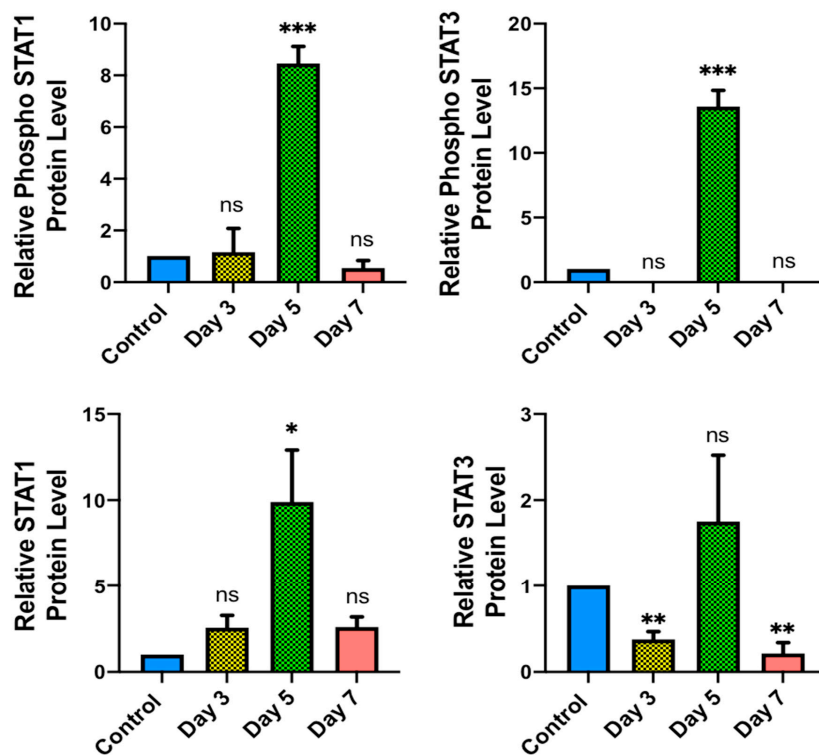 Relative Phospho STAT1
Protein Level
10
8
6
4
2
0
ns
***
ns
Control
Day 3
Day 5
Day 7
Relative Phospho STAT3
Protein Level
20
15
10
5
0
ns
***
ns
Control
Day 3
Day 5
Day 7
Relative STAT1
Protein Level
15
10
5
0
ns
*
ns
Control
Day 3
Day 5
Day 7
Relative STAT3
Protein Level
3
2
1
0
**
ns
**
Control
Day 3
Day 5
Day 7